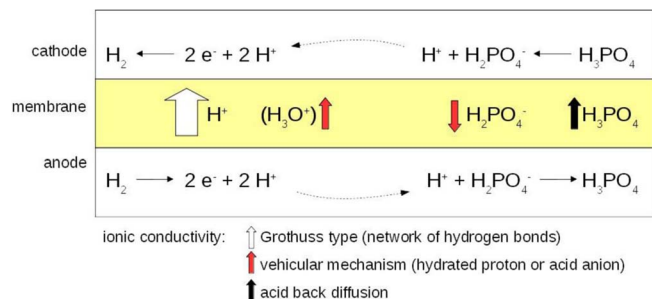 cathode H₂ ← 2 e⁻ + 2 H⁺ H⁺ + H₂PO₄⁻ ← H₃PO₄
membrane H⁺ (H₃O⁺) H₂PO₄⁻ H₃PO₄
anode H₂ → 2 e⁻ + 2 H⁺ H⁺ + H₂PO₄⁻ → H₃PO₄
ionic conductivity: Grothuss type (network of hydrogen bonds)
vehicular mechanism (hydrated proton or acid anion)
acid back diffusion